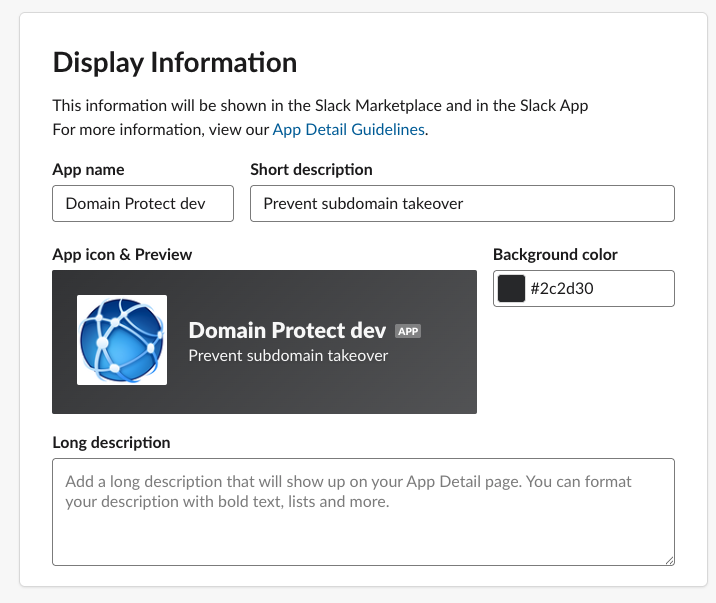 Display Information
This information will be shown in the Slack Marketplace and in the Slack App
For more information, view our App Detail Guidelines.
App name
Short description
Domain Protect dev
Prevent subdomain takeover
App icon & Preview
Background color
#2c2d30
Domain Protect dev APP
Prevent subdomain takeover
Long description
Add a long description that will show up on your App Detail page. You can format
your description with bold text, lists and more.